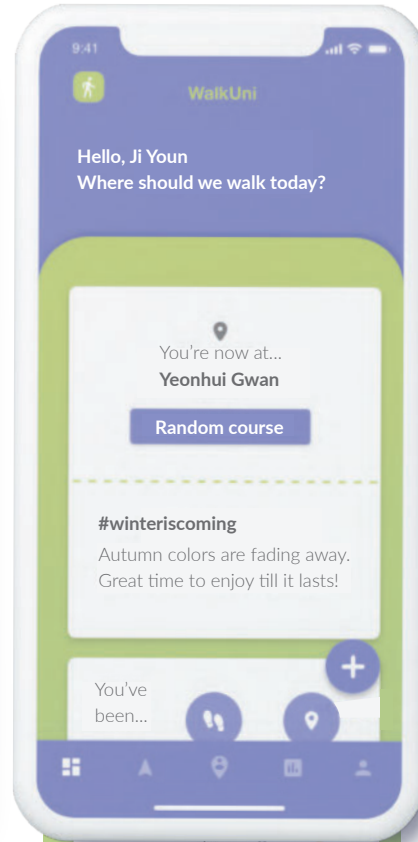 9:41
WalkUni
Hello, Ji Youn
Where should we walk today?
You're now at...
Yeonhui Gwan
Random course
#winteriscoming
Autumn colors are fading away.
Great time to enjoy till it lasts!
You've
been...